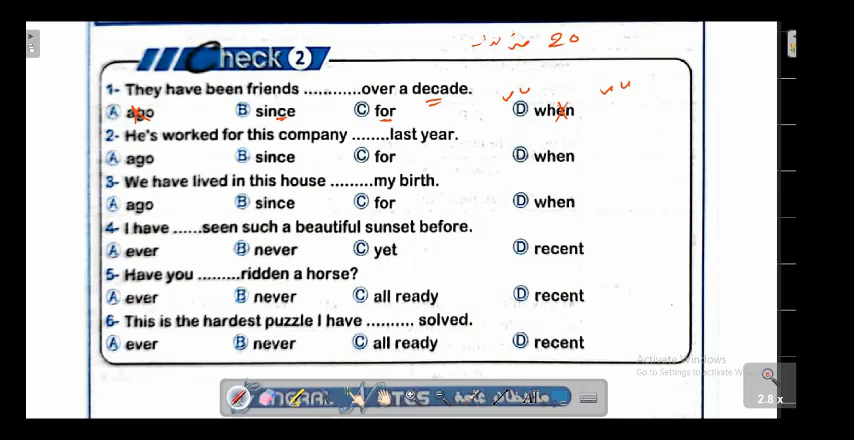 20
Check 2
1- They have been friends ............over a decade.
A ago B since C for D when
2- He's worked for this company ........last year.
A ago B since C for D when
3- We have lived in this house .........my birth.
A ago B since C for D when
4- I have ......seen such a beautiful sunset before.
A ever B never C yet D recent
5- Have you .........ridden a horse?
A ever B never C all ready D recent
6- This is the hardest puzzle I have .......... solved.
A ever B never C all ready D recent
Activate Windows
Go to Settings to activate W
2.8 x
ملاحظات عامة